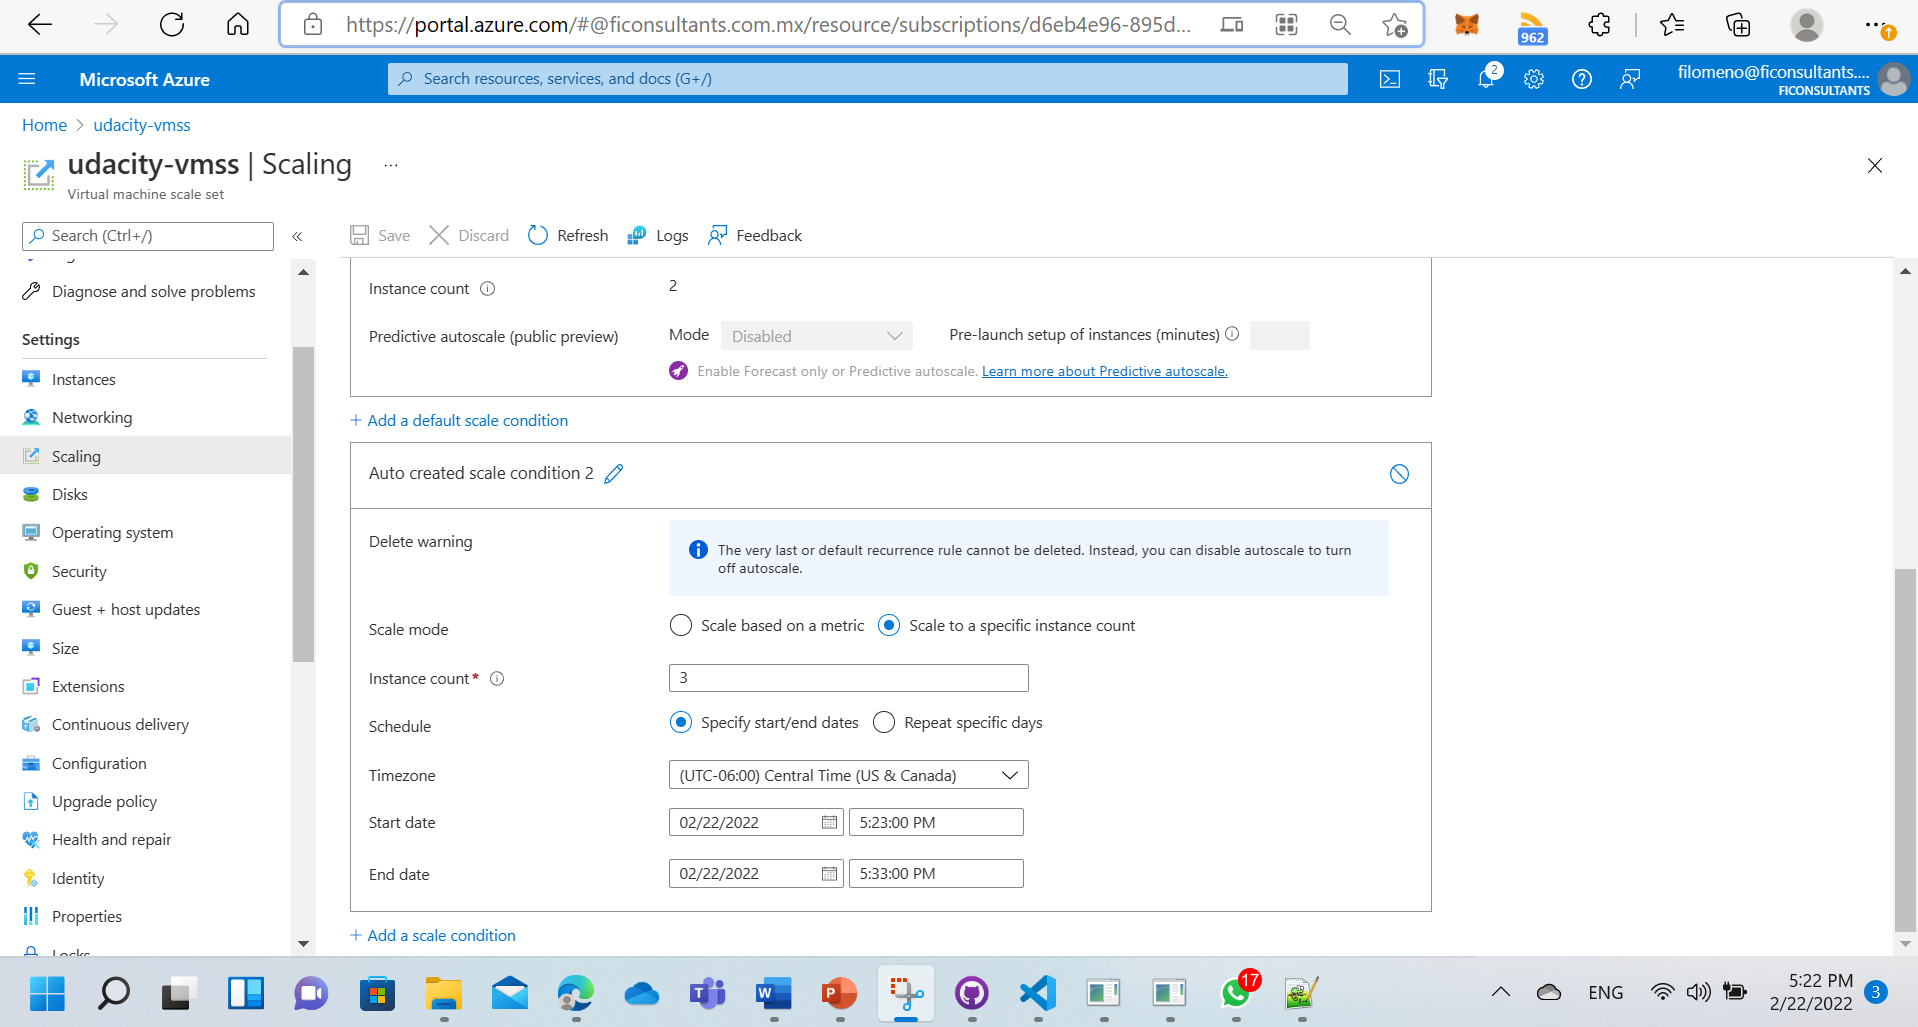 https://portal.azure.com/#@ficonsultants.com.mx/resource/subscriptions/d6eb4e96-895d...
962
Microsoft Azure
Search resources, services, and docs (G+/)
2
filomeno@ficonsultants....
FICONSULTANTS
Home > udacity-vmss
udacity-vmss | Scaling ...
Virtual machine scale set
Search (Ctrl+/)
«
Save
Discard
Refresh
Logs
Feedback
Diagnose and solve problems
Settings
Instances
Networking
Scaling
Disks
Operating system
Security
Guest + host updates
Size
Extensions
Continuous delivery
Configuration
Upgrade policy
Health and repair
Identity
Properties
Locks
Instance count 2
Predictive autoscale (public preview) Mode Disabled Pre-launch setup of instances (minutes)
Enable Forecast only or Predictive autoscale. Learn more about Predictive autoscale.
+ Add a default scale condition
Auto created scale condition 2
Delete warning
The very last or default recurrence rule cannot be deleted. Instead, you can disable autoscale to turn
off autoscale.
Scale mode Scale based on a metric Scale to a specific instance count
Instance count* 3
Schedule Specify start/end dates Repeat specific days
Timezone (UTC-06:00) Central Time (US & Canada)
Start date 02/22/2022 5:23:00 PM
End date 02/22/2022 5:33:00 PM
+ Add a scale condition
17
ENG
5:22 PM
2/22/2022
3